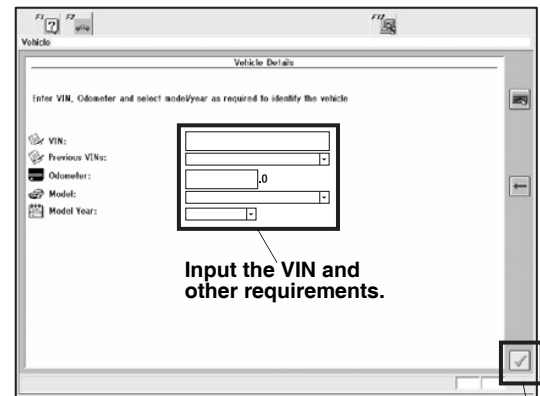 F1 F2 F12
?
Vehicle
Vehicle Details
Enter VIN, Odometer and select model/year as required to identify the vehicle
VIN:
Previous VINs:
Odometer: .0
Model:
Model Year:
Input the VIN and
other requirements.